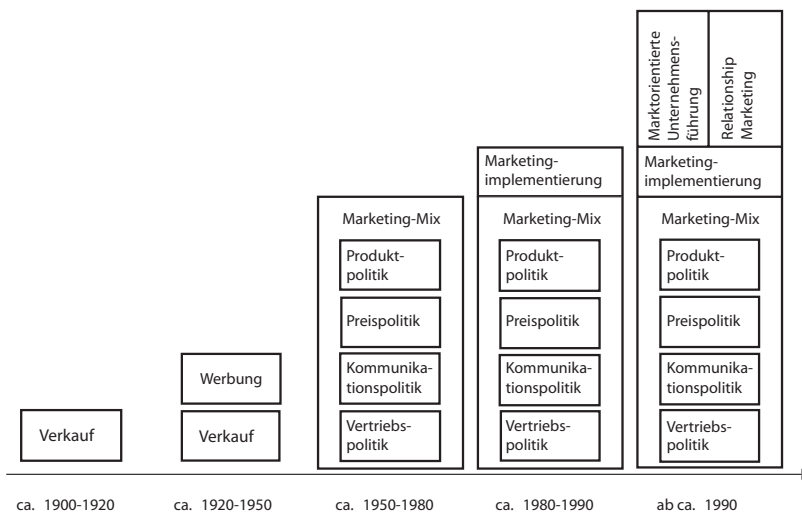 Marktorientierte
Unternehmens-
führung
Relationship
Marketing
Marketing-
implementierung
Marketing-
implementierung
Marketing-Mix
Marketing-Mix
Marketing-Mix
Produkt-
politik
Produkt-
politik
Produkt-
politik
Preispolitik
Preispolitik
Preispolitik
Werbung
Kommunika-
tionspolitik
Kommunika-
tionspolitik
Kommunika-
tionspolitik
Verkauf
Verkauf
Vertriebs-
politik
Vertriebs-
politik
Vertriebs-
politik
ca. 1900-1920
ca. 1920-1950
ca. 1950-1980
ca. 1980-1990
ab ca. 1990